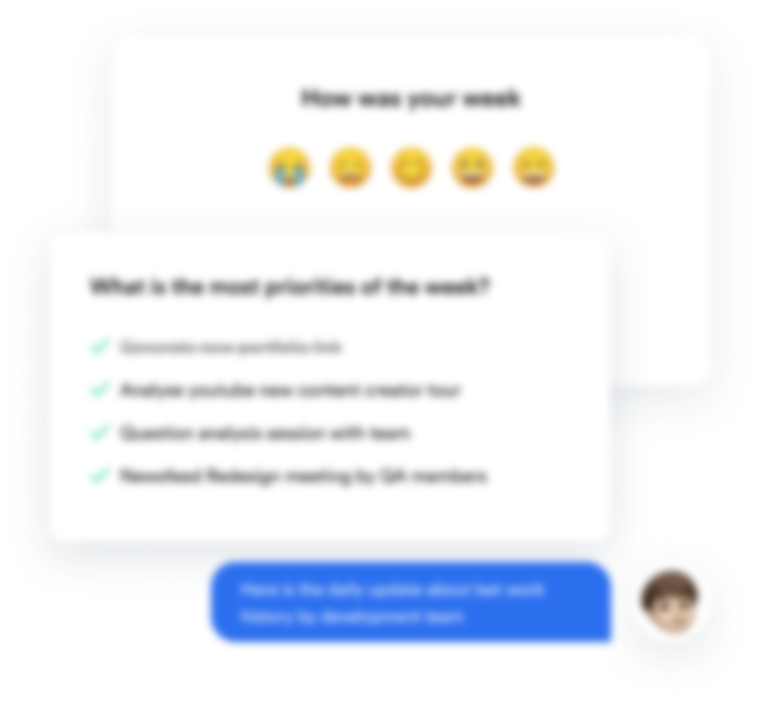 How was your week
What is the most priorities of the week?
Generate new portfolio link
Analyse youtube new content creator tour
Question analysis session with team
Newsfeed Redesign meeting by QA members
Here is the daily update about last work
history by development team